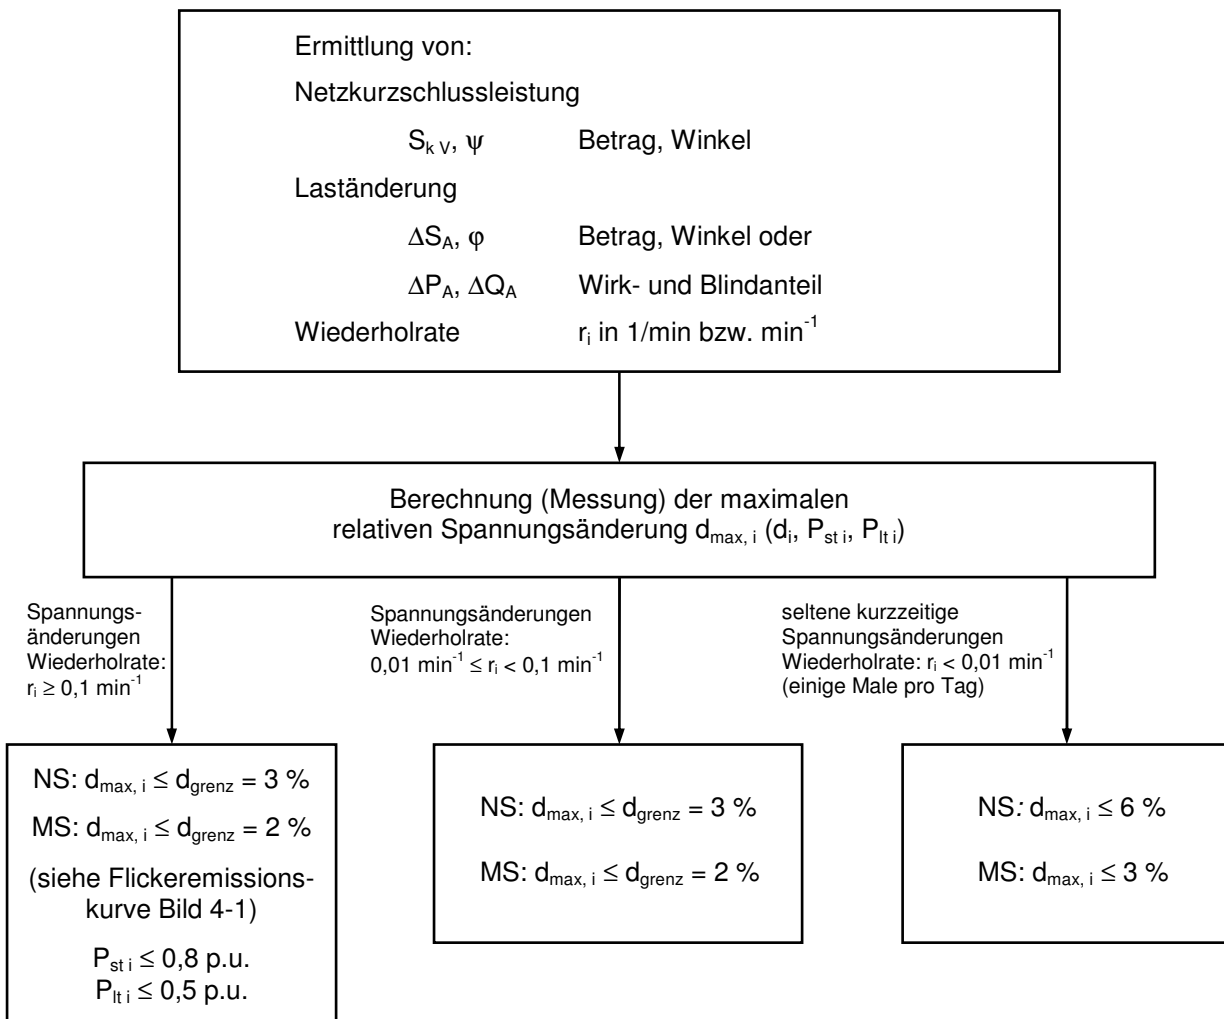 Ermittlung von:
Netzkurzschlussleistung
S_k V, ψ Betrag, Winkel
Laständerung
ΔS_A, φ Betrag, Winkel oder
ΔP_A, ΔQ_A Wirk- und Blindanteil
Wiederholrate r_i in 1/min bzw. min⁻¹
Berechnung (Messung) der maximalen
relativen Spannungsänderung d_max, i (d_i, P_st i, P_lt i)
Spannungs-
änderungen
Wiederholrate:
r_i ≥ 0,1 min⁻¹
Spannungsänderungen
Wiederholrate:
0,01 min⁻¹ ≤ r_i < 0,1 min⁻¹
seltene kurzzeitige
Spannungsänderungen
Wiederholrate: r_i < 0,01 min⁻¹
(einige Male pro Tag)
NS: d_max, i ≤ d_grenz = 3 %
MS: d_max, i ≤ d_grenz = 2 %
(siehe Flickeremissions-
kurve Bild 4-1)
P_st i ≤ 0,8 p.u.
P_lt i ≤ 0,5 p.u.
NS: d_max, i ≤ d_grenz = 3 %
MS: d_max, i ≤ d_grenz = 2 %
NS: d_max, i ≤ 6 %
MS: d_max, i ≤ 3 %